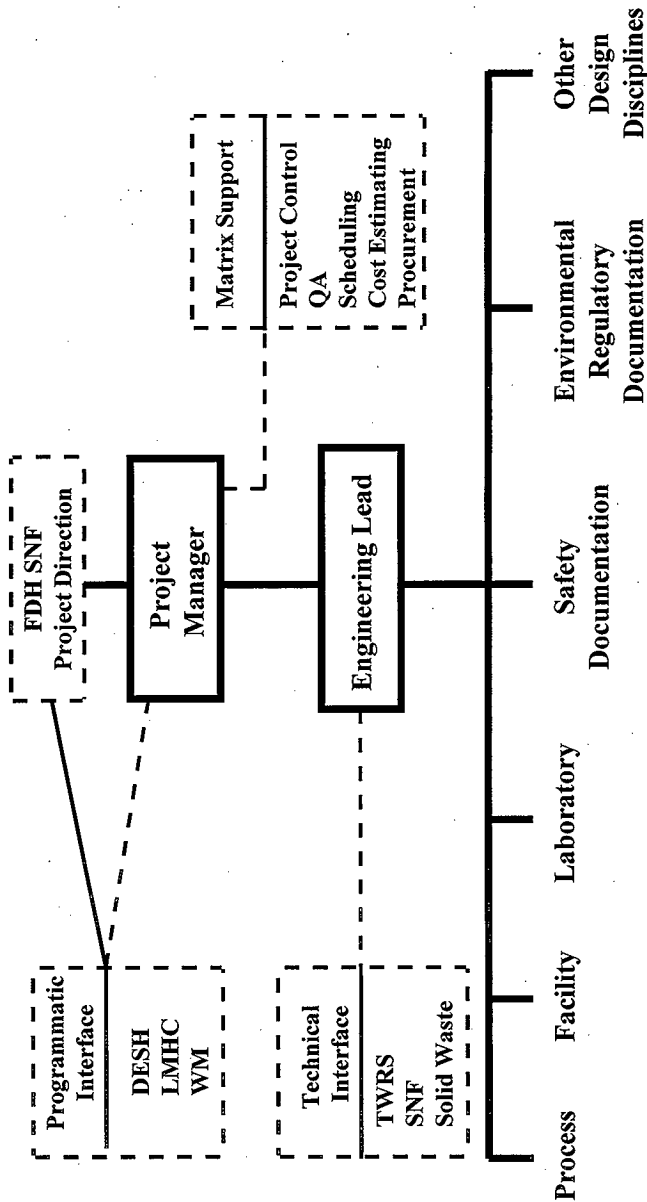 FDH SNF
Project Direction
Project
Manager
Engineering Lead
Programmatic
Interface
DESH
LMHC
WM
Technical
Interface
TWRS
SNF
Solid Waste
Matrix Support
Project Control
QA
Scheduling
Cost Estimating
Procurement
Process
Facility
Laboratory
Safety
Documentation
Environmental
Regulatory
Documentation
Other
Design
Disciplines